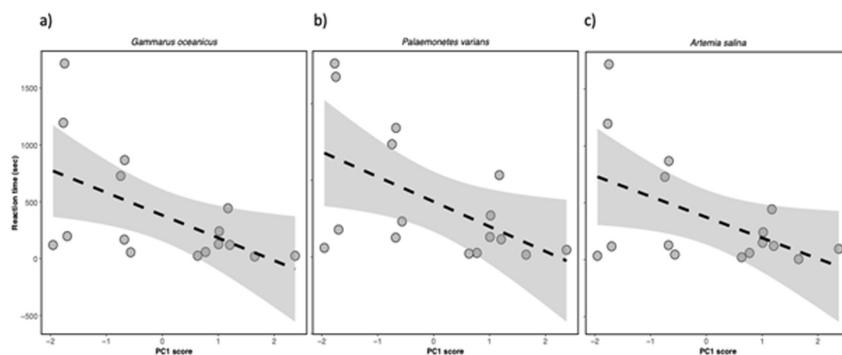 a)
b)
c)
Gammarus oceanicus
Palaemonetes varians
Artemia salina
Reaction time (sec)
1500
1000
500
0
−500
−2
−1
0
1
2
−2
−1
0
1
2
−2
−1
0
1
2
PC1 score
PC1 score
PC1 score